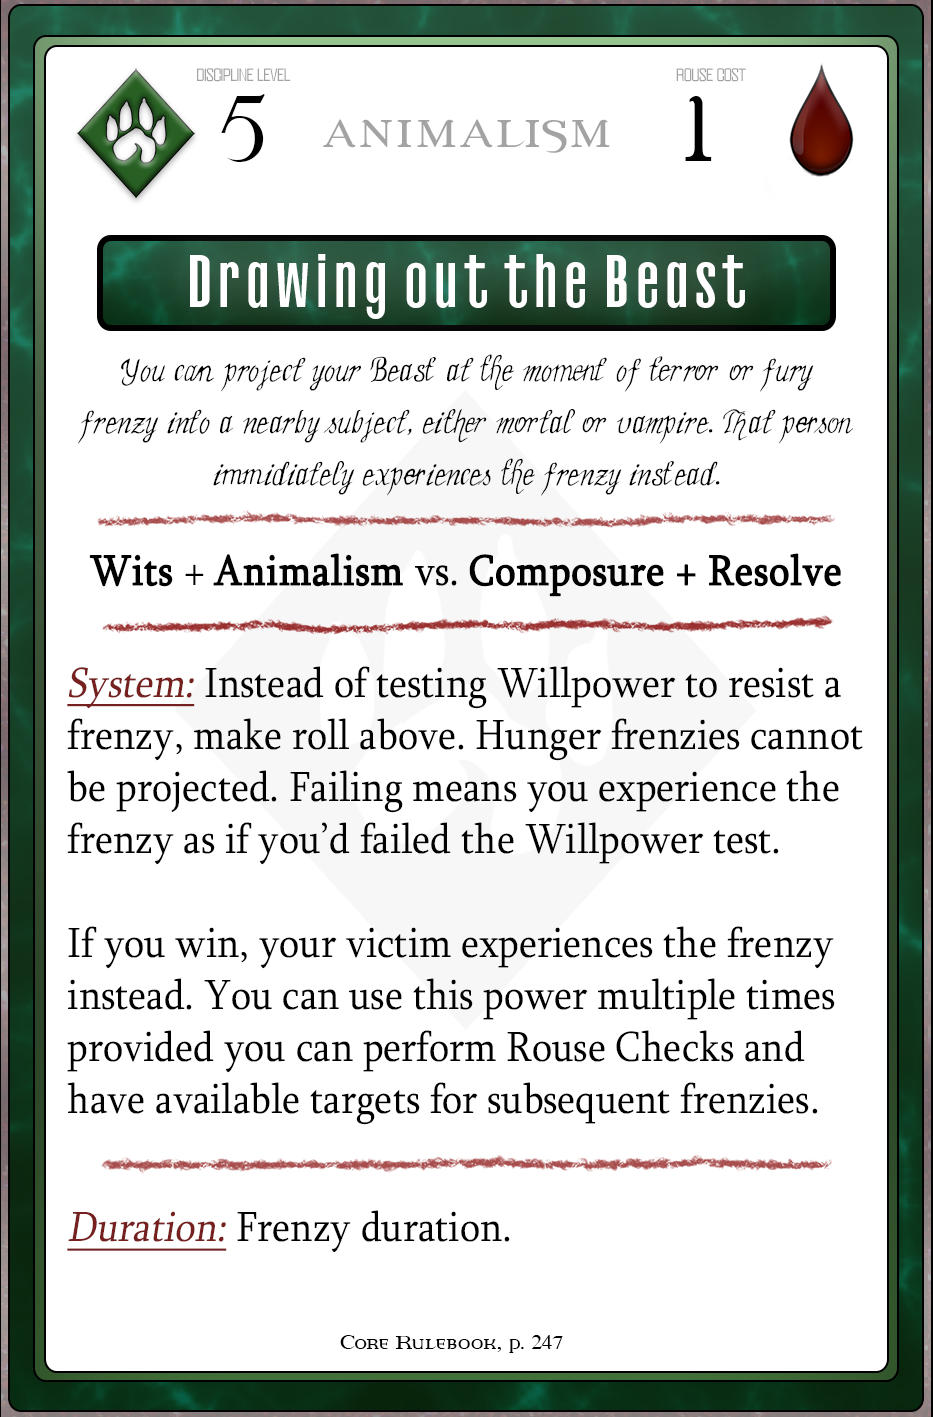 DISCIPLINE LEVEL
5
ANIMALISM
ROUSE COST
1
Drawing out the Beast
You can project your Beast at the moment of terror or fury
frenzy into a nearby subject, either mortal or vampire. That person
immidiately experiences the frenzy instead.
Wits + Animalism vs. Composure + Resolve
System: Instead of testing Willpower to resist a
frenzy, make roll above. Hunger frenzies cannot
be projected. Failing means you experience the
frenzy as if you’d failed the Willpower test.
If you win, your victim experiences the frenzy
instead. You can use this power multiple times
provided you can perform Rouse Checks and
have available targets for subsequent frenzies.
Duration: Frenzy duration.
Core Rulebook, p. 247